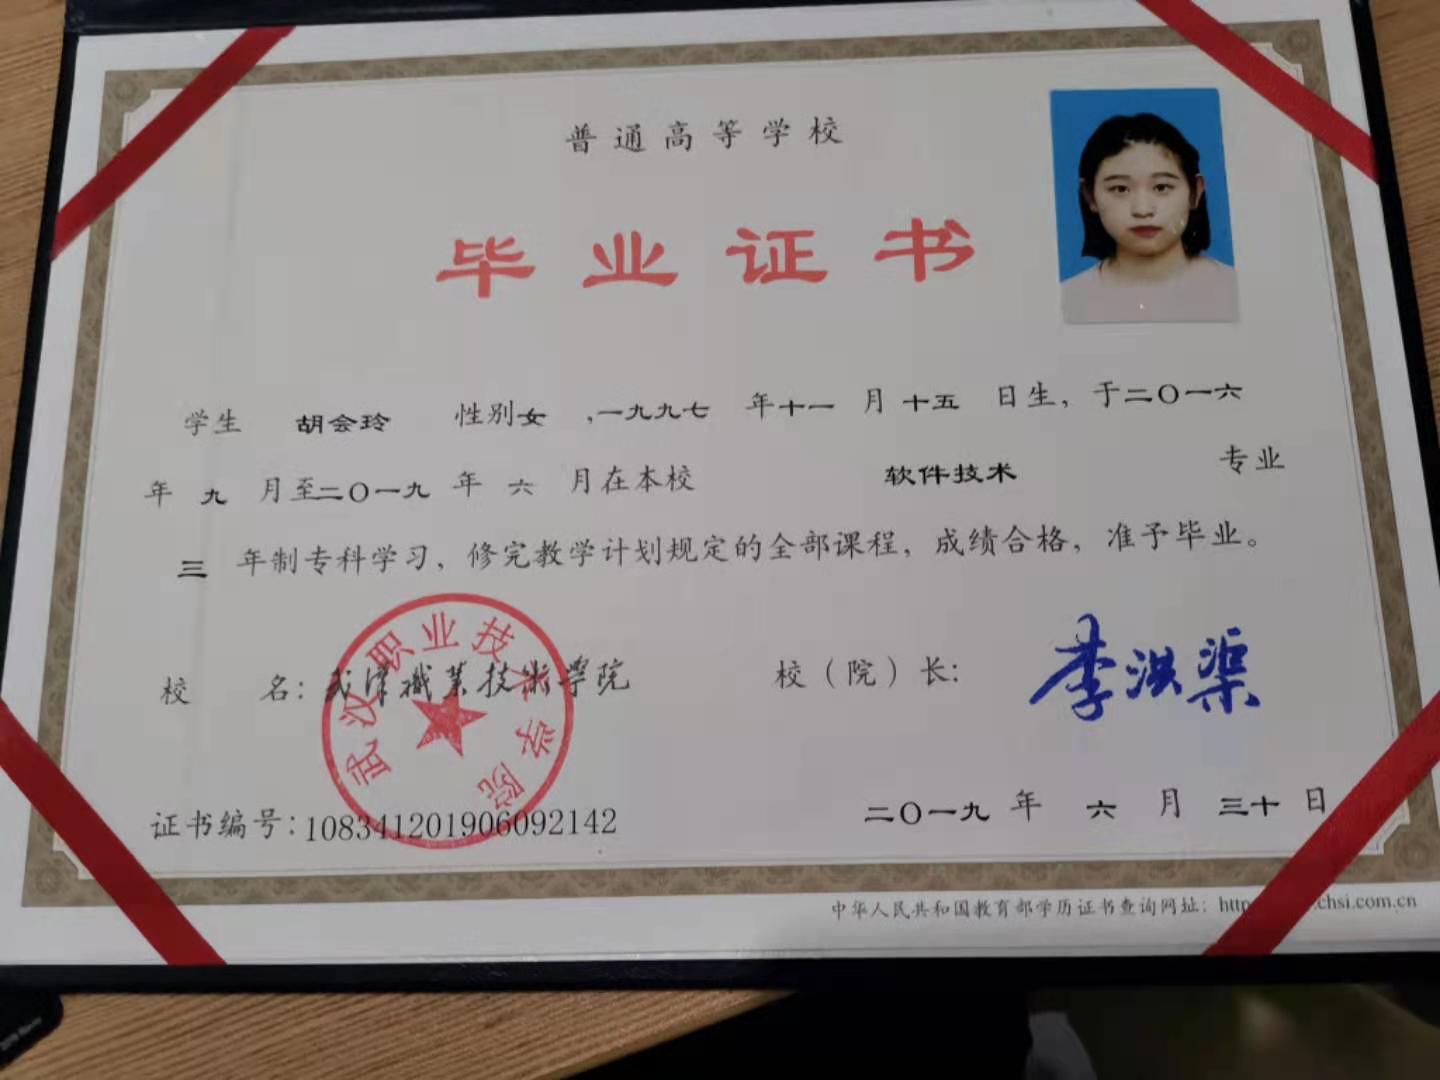 普通高等学校
毕业证书
学生 胡会玲 性别女 ,一九九七 年十一 月 十五 日生，于二〇一六
年 九 月至二〇一九 年 六 月在本校 软件技术 专业
三 年制专科学习，修完教学计划规定的全部课程，成绩合格，准予毕业。
校 名：武漢職業技術學院 校（院）长：李洪渠
武汉职业技术学院
证书编号：108341201906092142 二〇一九 年 六 月 三十 日
中华人民共和国教育部学历证书查询网址：http chsi.com.cn